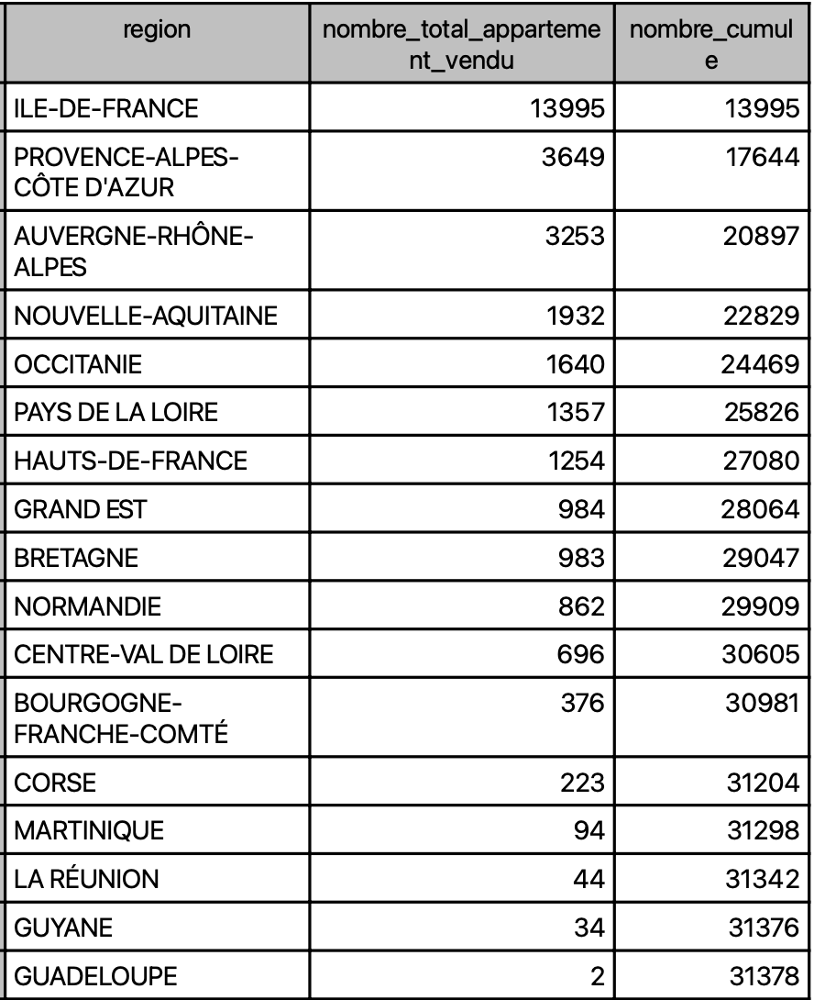 region nombre_total_apparteme nombre_cumul
nt_vendu e
ILE-DE-FRANCE 13995 13995
PROVENCE-ALPES- 3649 17644
CÔTE D'AZUR
AUVERGNE-RHÔNE- 3253 20897
ALPES
NOUVELLE-AQUITAINE 1932 22829
OCCITANIE 1640 24469
PAYS DE LA LOIRE 1357 25826
HAUTS-DE-FRANCE 1254 27080
GRAND EST 984 28064
BRETAGNE 983 29047
NORMANDIE 862 29909
CENTRE-VAL DE LOIRE 696 30605
BOURGOGNE- 376 30981
FRANCHE-COMTÉ
CORSE 223 31204
MARTINIQUE 94 31298
LA RÉUNION 44 31342
GUYANE 34 31376
GUADELOUPE 2 31378